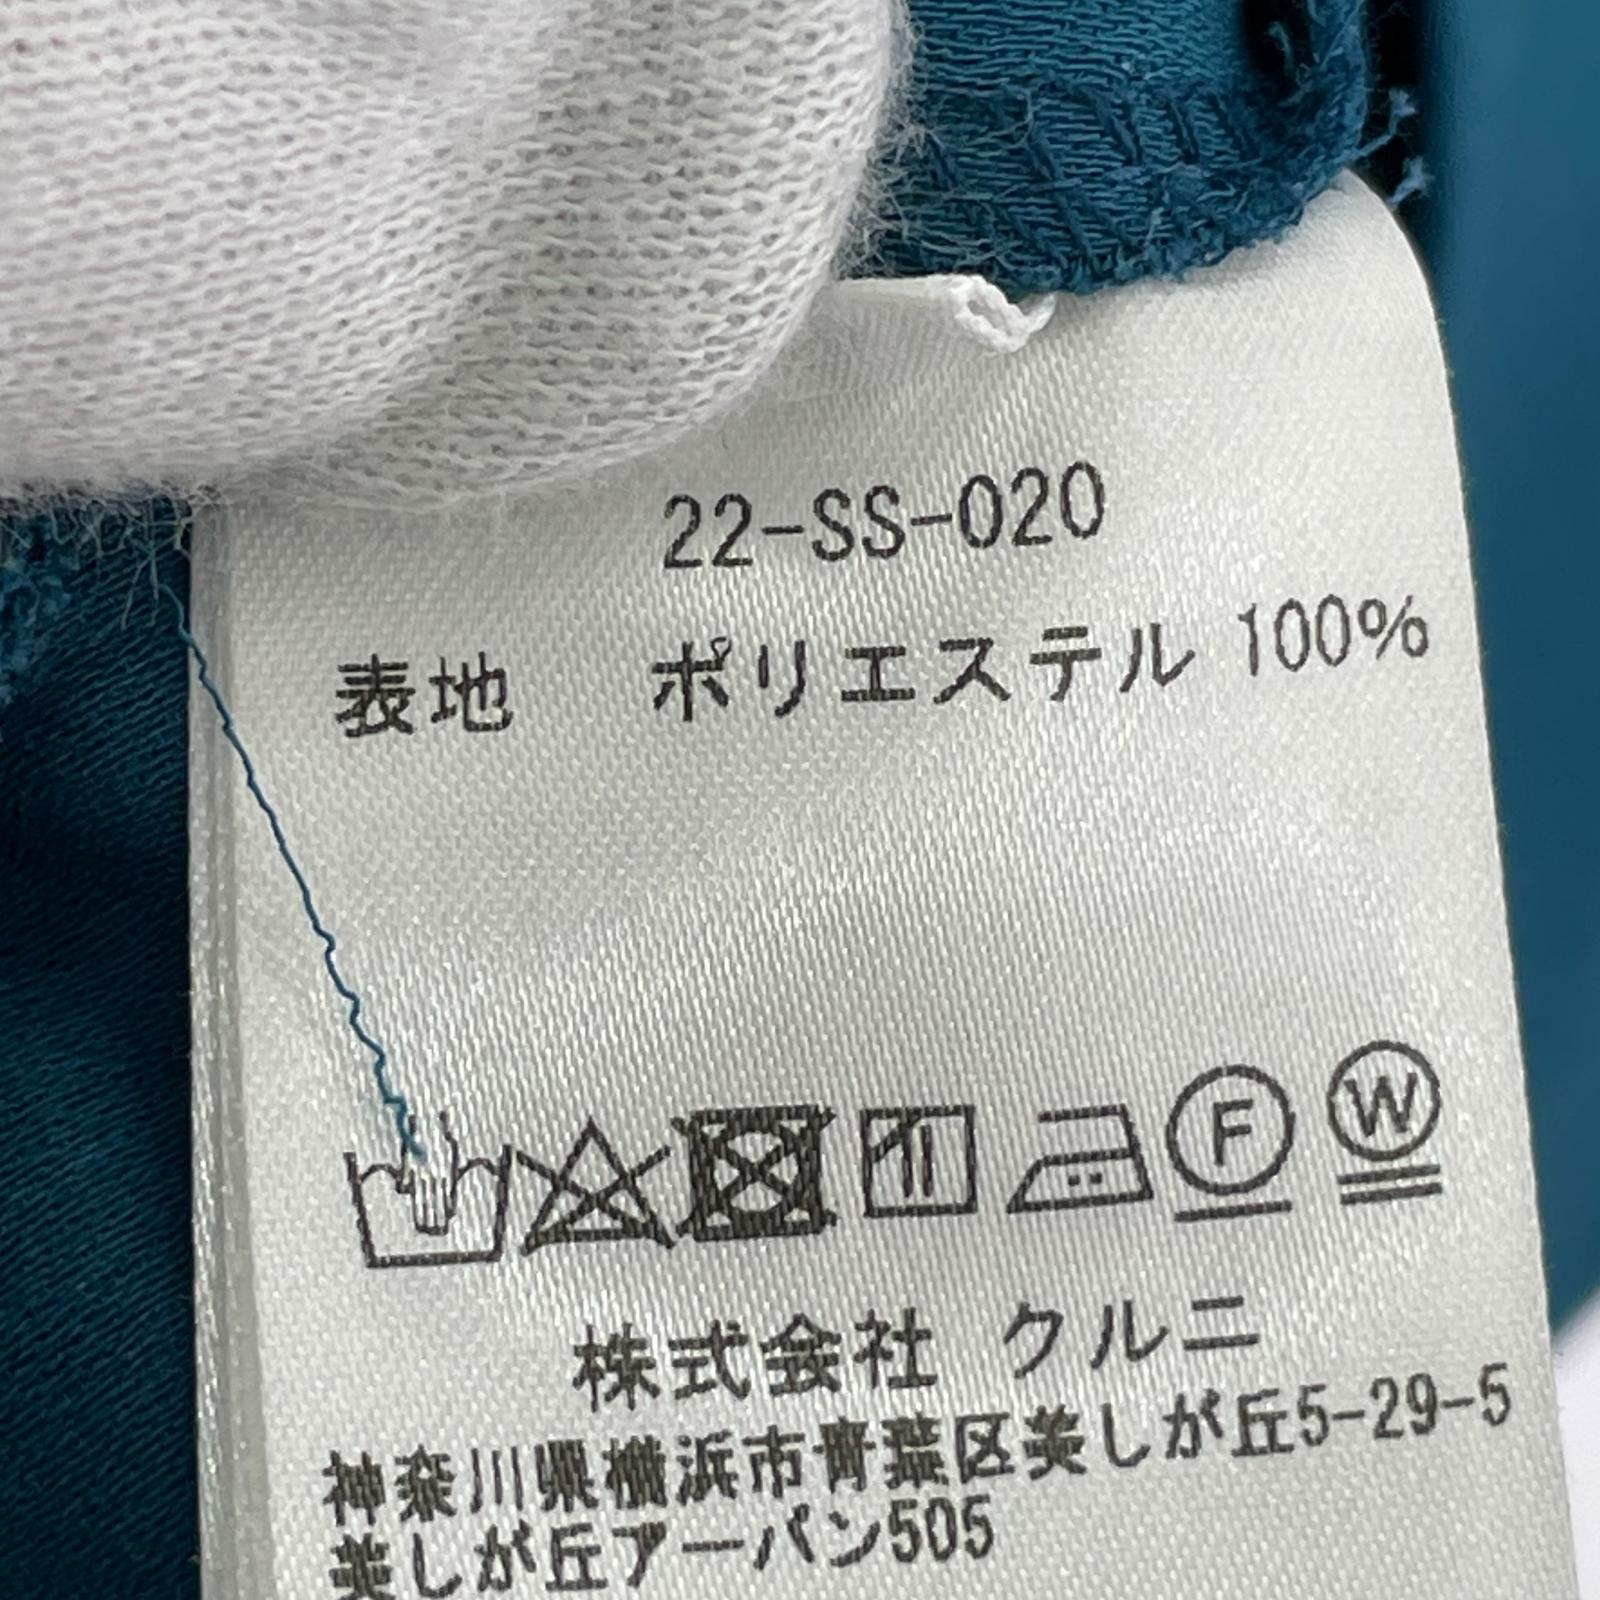 22-SS-020
表地 ポリエステル 100%
F W
株式会社 クルニ
神奈川県横浜市青葉区美しが丘5-29-5
美しが丘アーバン505